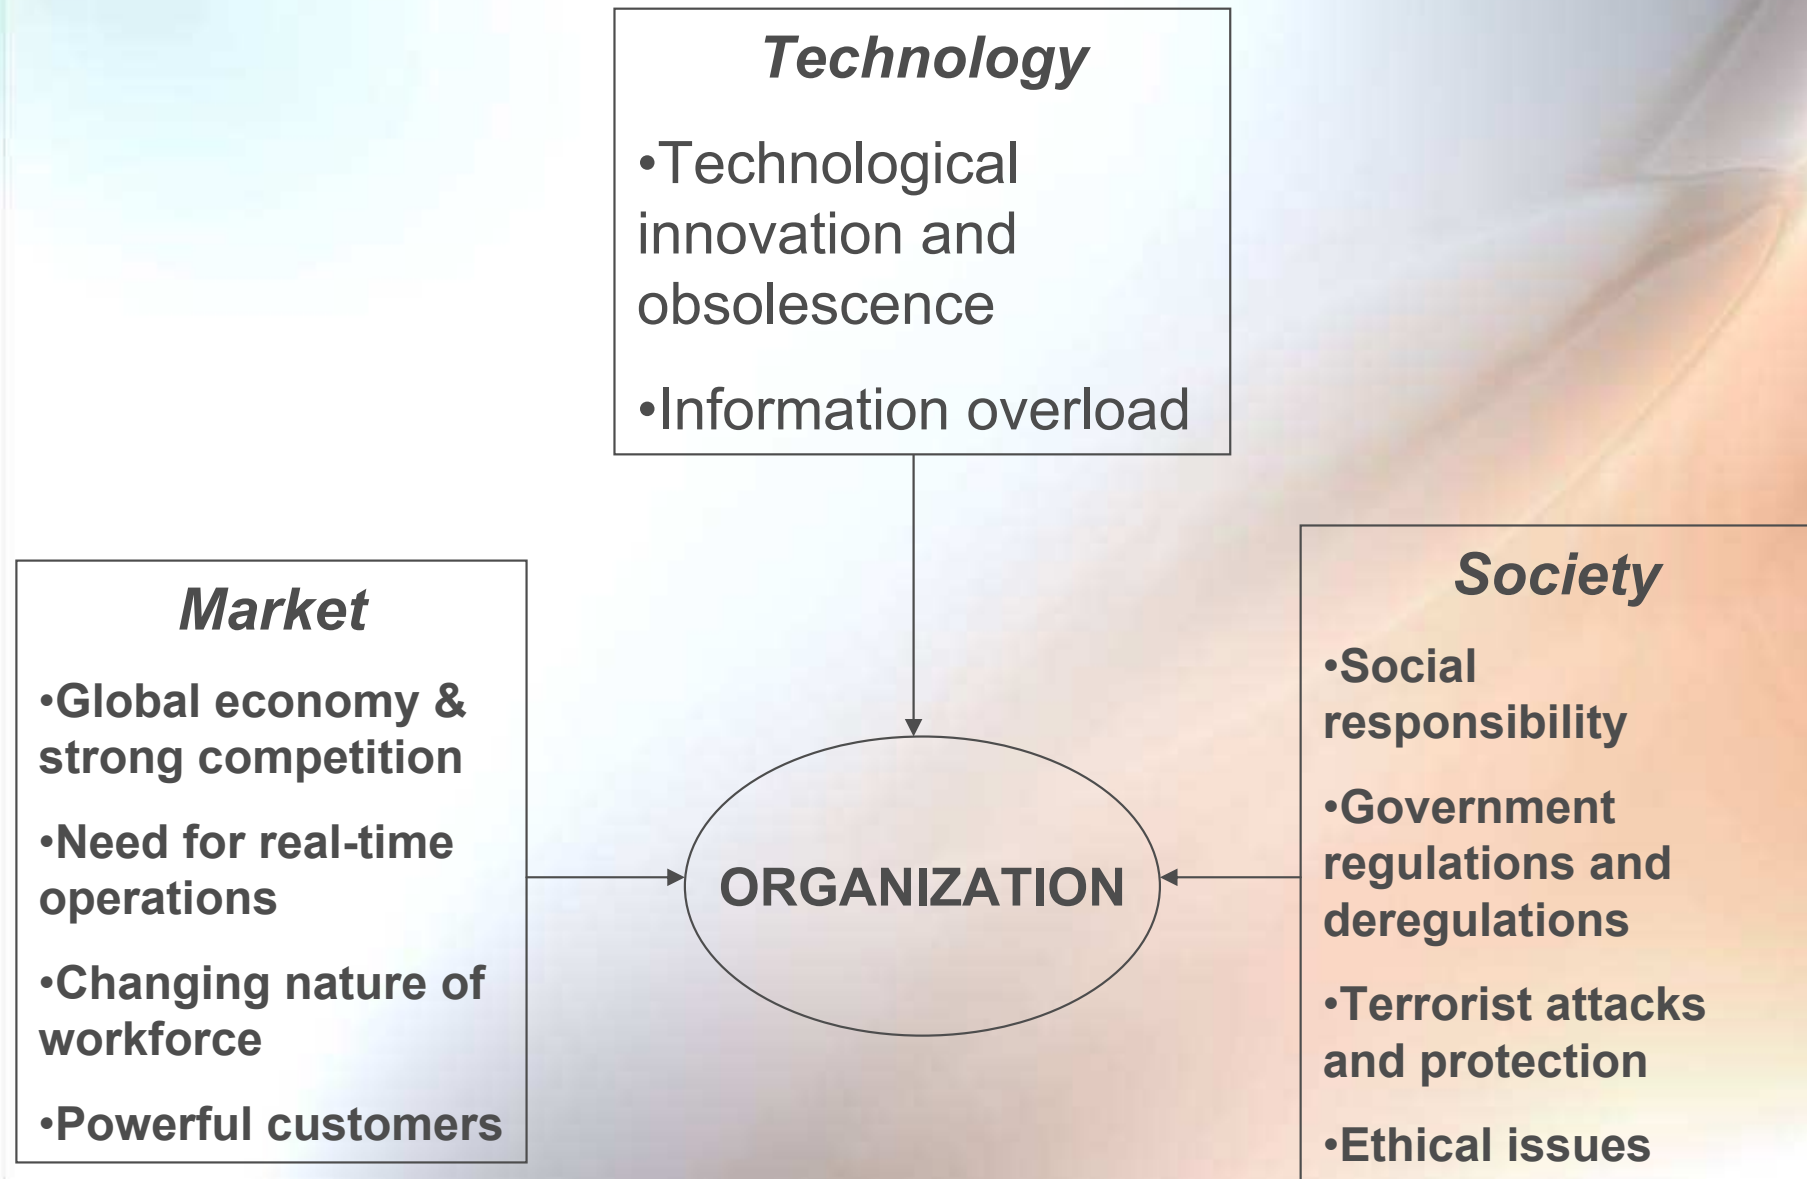 Technology
•Technological
innovation and
obsolescence
•Information overload
Market
•Global economy &
strong competition
•Need for real-time
operations
•Changing nature of
workforce
•Powerful customers
ORGANIZATION
Society
•Social
responsibility
•Government
regulations and
deregulations
•Terrorist attacks
and protection
•Ethical issues